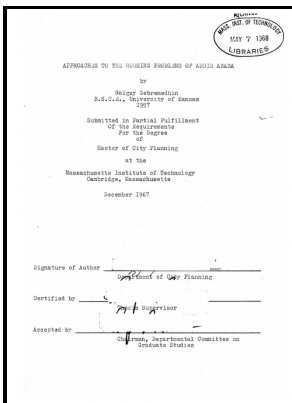 MASS. INST. OF TECHNOLOGY
MAY 7 1968
LIBRARIES
APPROACHES TO THE HOUSING PROBLEMS OF ADDIS ABABA
by
Naigzy Gebremedhin
B.S.C.E., University of Kansas
1957
Submitted in Partial Fulfillment
Of the Requirements
For the Degree
of
Master of City Planning
at the
Massachusetts Institute of Technology
Cambridge, Massachusetts
December 1967
Signature of Author
Department of City Planning
Certified by
Thesis Supervisor
Accepted by
Chairman, Departmental Committee on
Graduate Studies